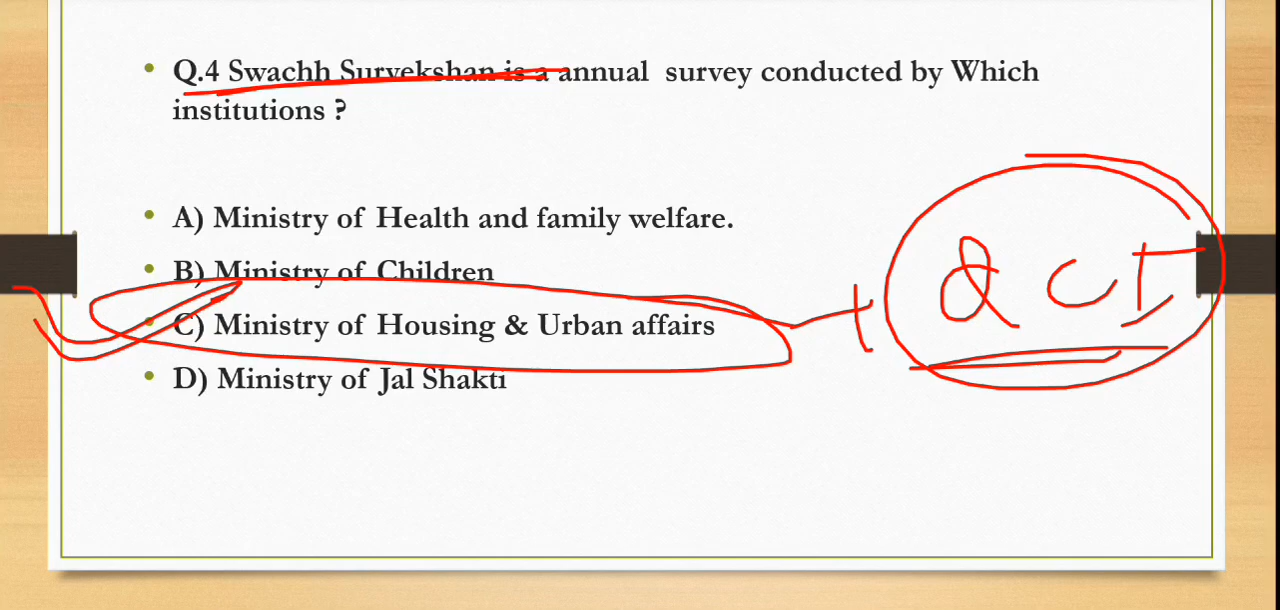 Q.4 Swachh Survekshan is a annual survey conducted by Which
institutions ?
A) Ministry of Health and family welfare.
B) Ministry of Children
C) Ministry of Housing & Urban affairs
+ QCI
D) Ministry of Jal Shakti